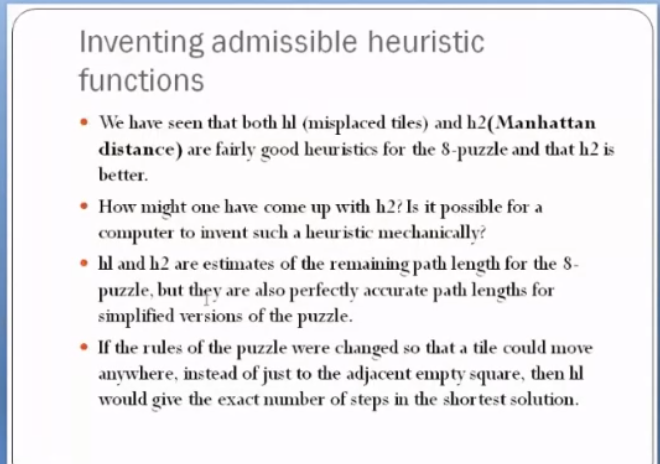 Inventing admissible heuristic
functions
• We have seen that both h1 (misplaced tiles) and h2(Manhattan
distance) are fairly good heuristics for the 8-puzzle and that h2 is
better.
• How might one have come up with h2? Is it possible for a
computer to invent such a heuristic mechanically?
• h1 and h2 are estimates of the remaining path length for the 8-
puzzle, but they are also perfectly accurate path lengths for
simplified versions of the puzzle.
• If the rules of the puzzle were changed so that a tile could move
anywhere, instead of just to the adjacent empty square, then h1
would give the exact number of steps in the shortest solution.